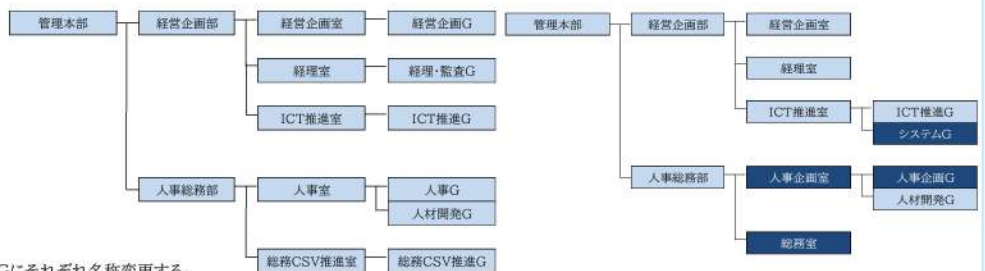 管理本部 経営企画部 経営企画室 経営企画G
経理室 経理・監査G
ICT推進室 ICT推進G
人事総務部 人事室 人事G
人材開発G
総務CSV推進室 総務CSV推進G
管理本部 経営企画部 経営企画室
経理室
ICT推進室 ICT推進G
システムG
人事総務部 人事企画室 人事企画G
人材開発G
総務室
Gにそれぞれ名称変更する